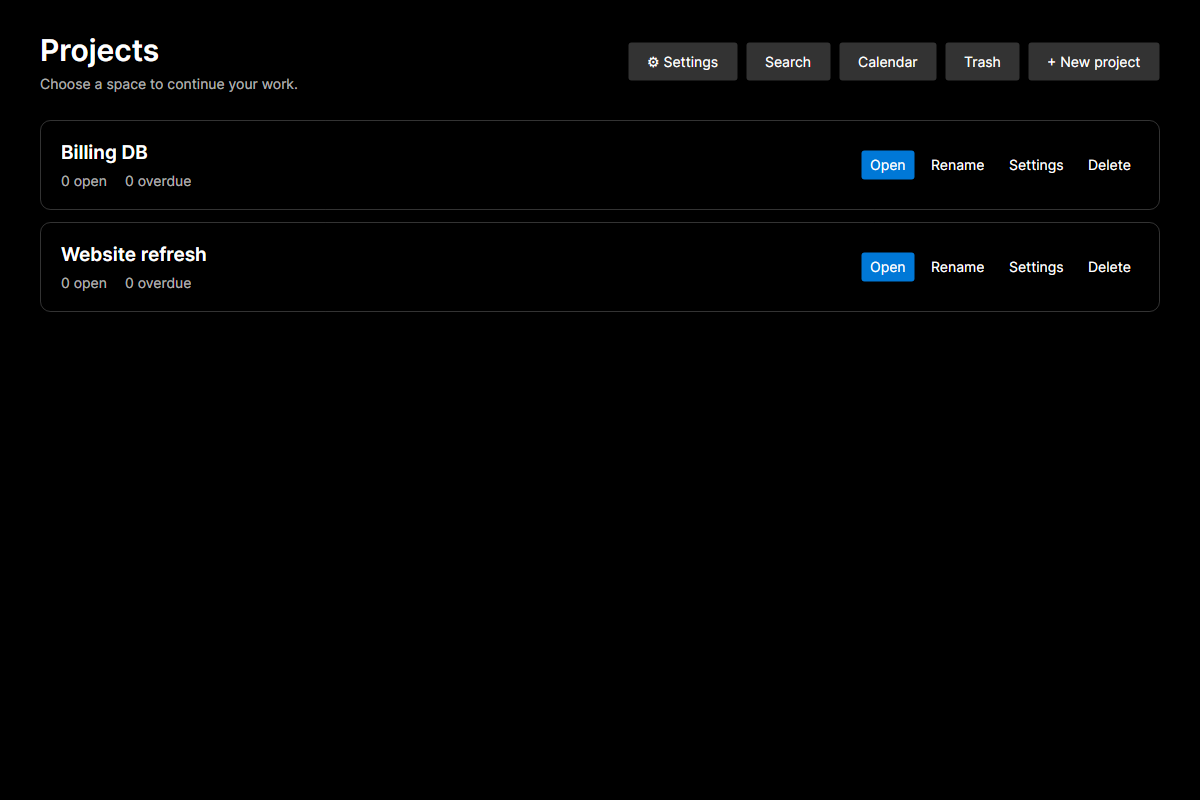 Projects
Choose a space to continue your work.
⚙ Settings
Search
Calendar
Trash
+ New project
Billing DB
0 open 0 overdue
Open
Rename
Settings
Delete
Website refresh
0 open 0 overdue
Open
Rename
Settings
Delete